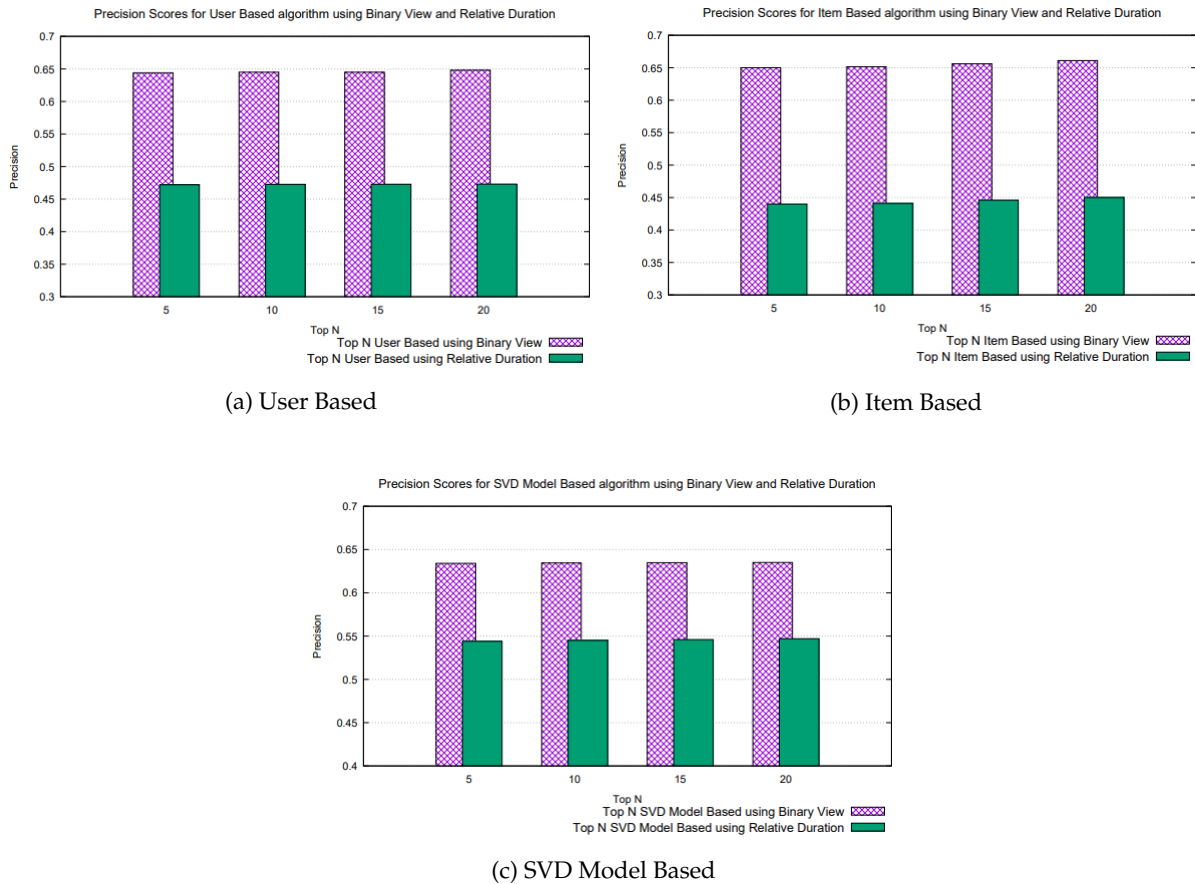 Precision Scores for User Based algorithm using Binary View and Relative Duration
0.7
0.65
0.6
0.55
0.5
0.45
0.4
0.35
0.3
Precision
5 10 15 20
Top N
Top N User Based using Binary View
Top N User Based using Relative Duration
(a) User Based
Precision Scores for Item Based algorithm using Binary View and Relative Duration
0.7
0.65
0.6
0.55
0.5
0.45
0.4
0.35
0.3
Precision
5 10 15 20
Top N
Top N Item Based using Binary View
Top N Item Based using Relative Duration
(b) Item Based
Precision Scores for SVD Model Based algorithm using Binary View and Relative Duration
0.7
0.65
0.6
0.55
0.5
0.45
0.4
Precision
5 10 15 20
Top N
Top N SVD Model Based using Binary View
Top N SVD Model Based using Relative Duration
(c) SVD Model Based